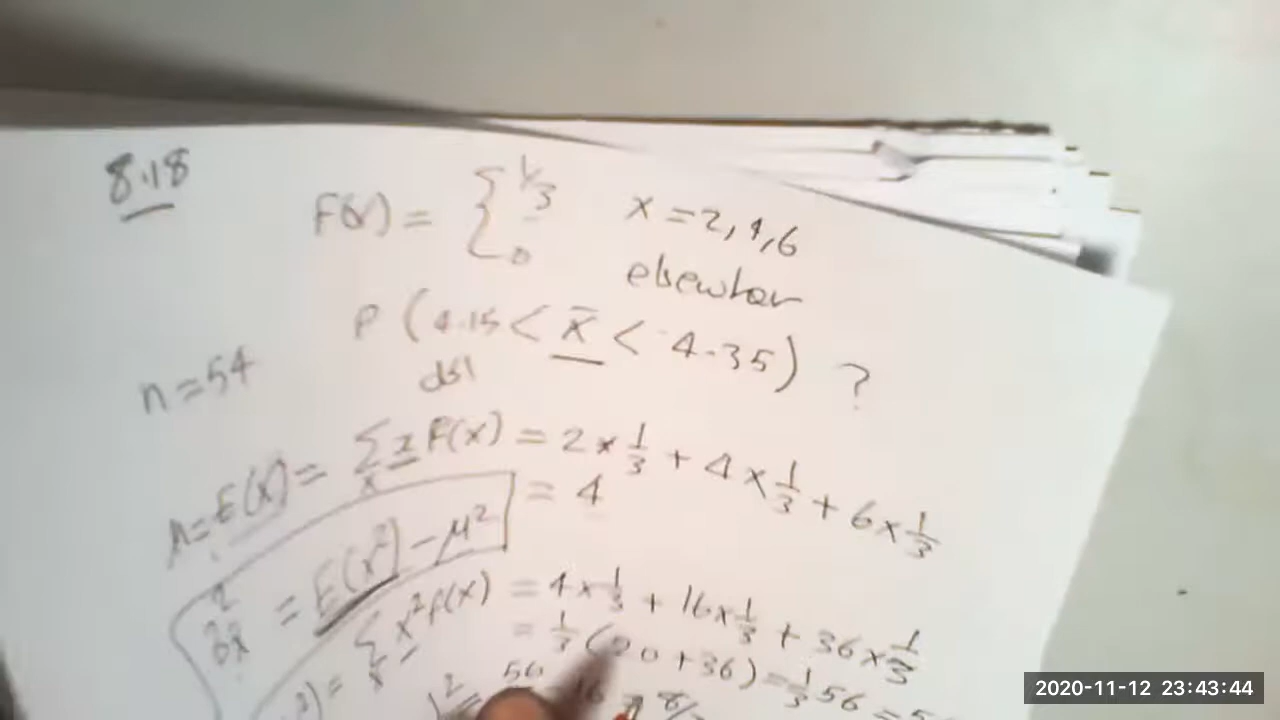 8.18
F(x) = { 1/3 x = 2, 4, 6
0 elsewher
P (4.15 < x̄ < 4.35) ?
n = 54
μ = E(x) = Σ x F(x) = 2 × 1/3 + 4 × 1/3 + 6 × 1/3
x
= 4
= E(x²) - μ²
= Σ x² f(x) = 4 × 1/3 + 16 × 1/3 + 36 × 1/3
x
= 1/3 (20 + 36) = 1/3 56 =
2020-11-12 23:43:44